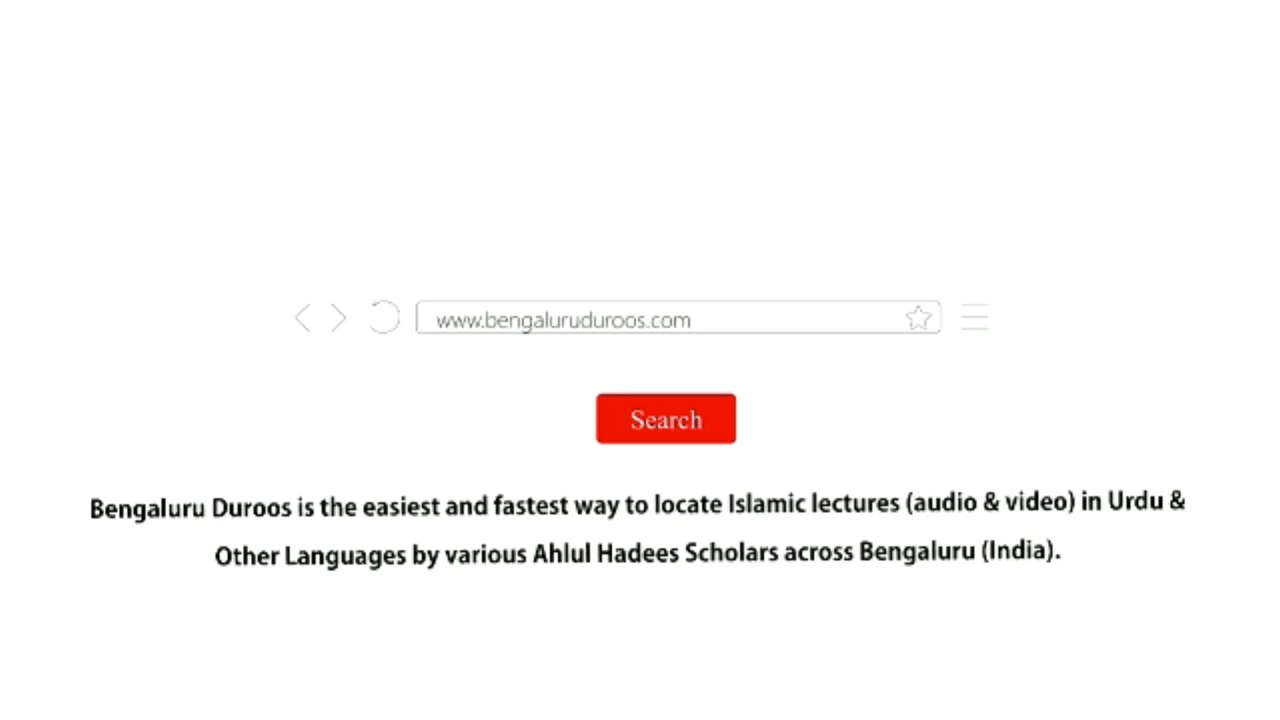 www.bengaluruduroos.com
Search
Bengaluru Duroos is the easiest and fastest way to locate Islamic lectures (audio & video) in Urdu &
Other Languages by various Ahlul Hadees Scholars across Bengaluru (India).